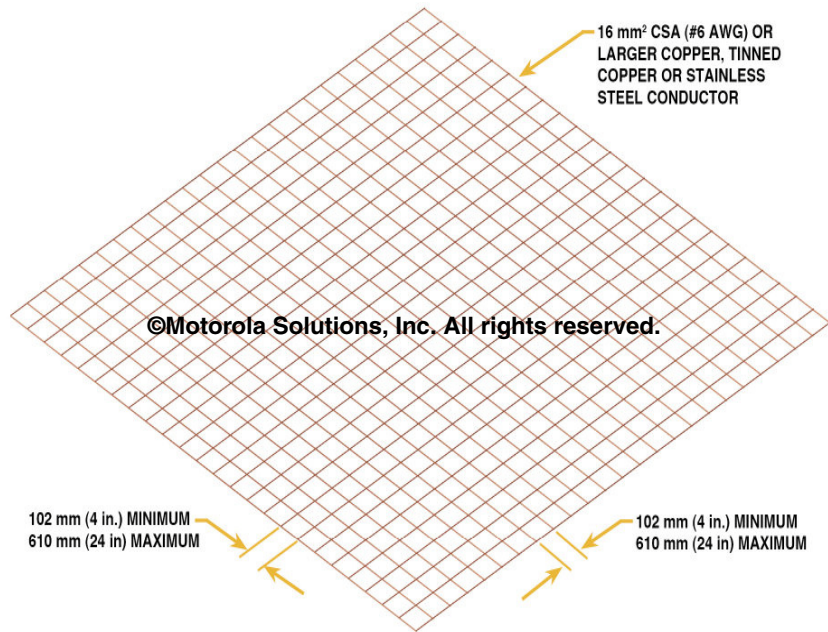 16 mm² CSA (#6 AWG) OR
LARGER COPPER, TINNED
COPPER OR STAINLESS
STEEL CONDUCTOR
©Motorola Solutions, Inc. All rights reserved.
102 mm (4 in.) MINIMUM
610 mm (24 in) MAXIMUM
102 mm (4 in.) MINIMUM
610 mm (24 in) MAXIMUM